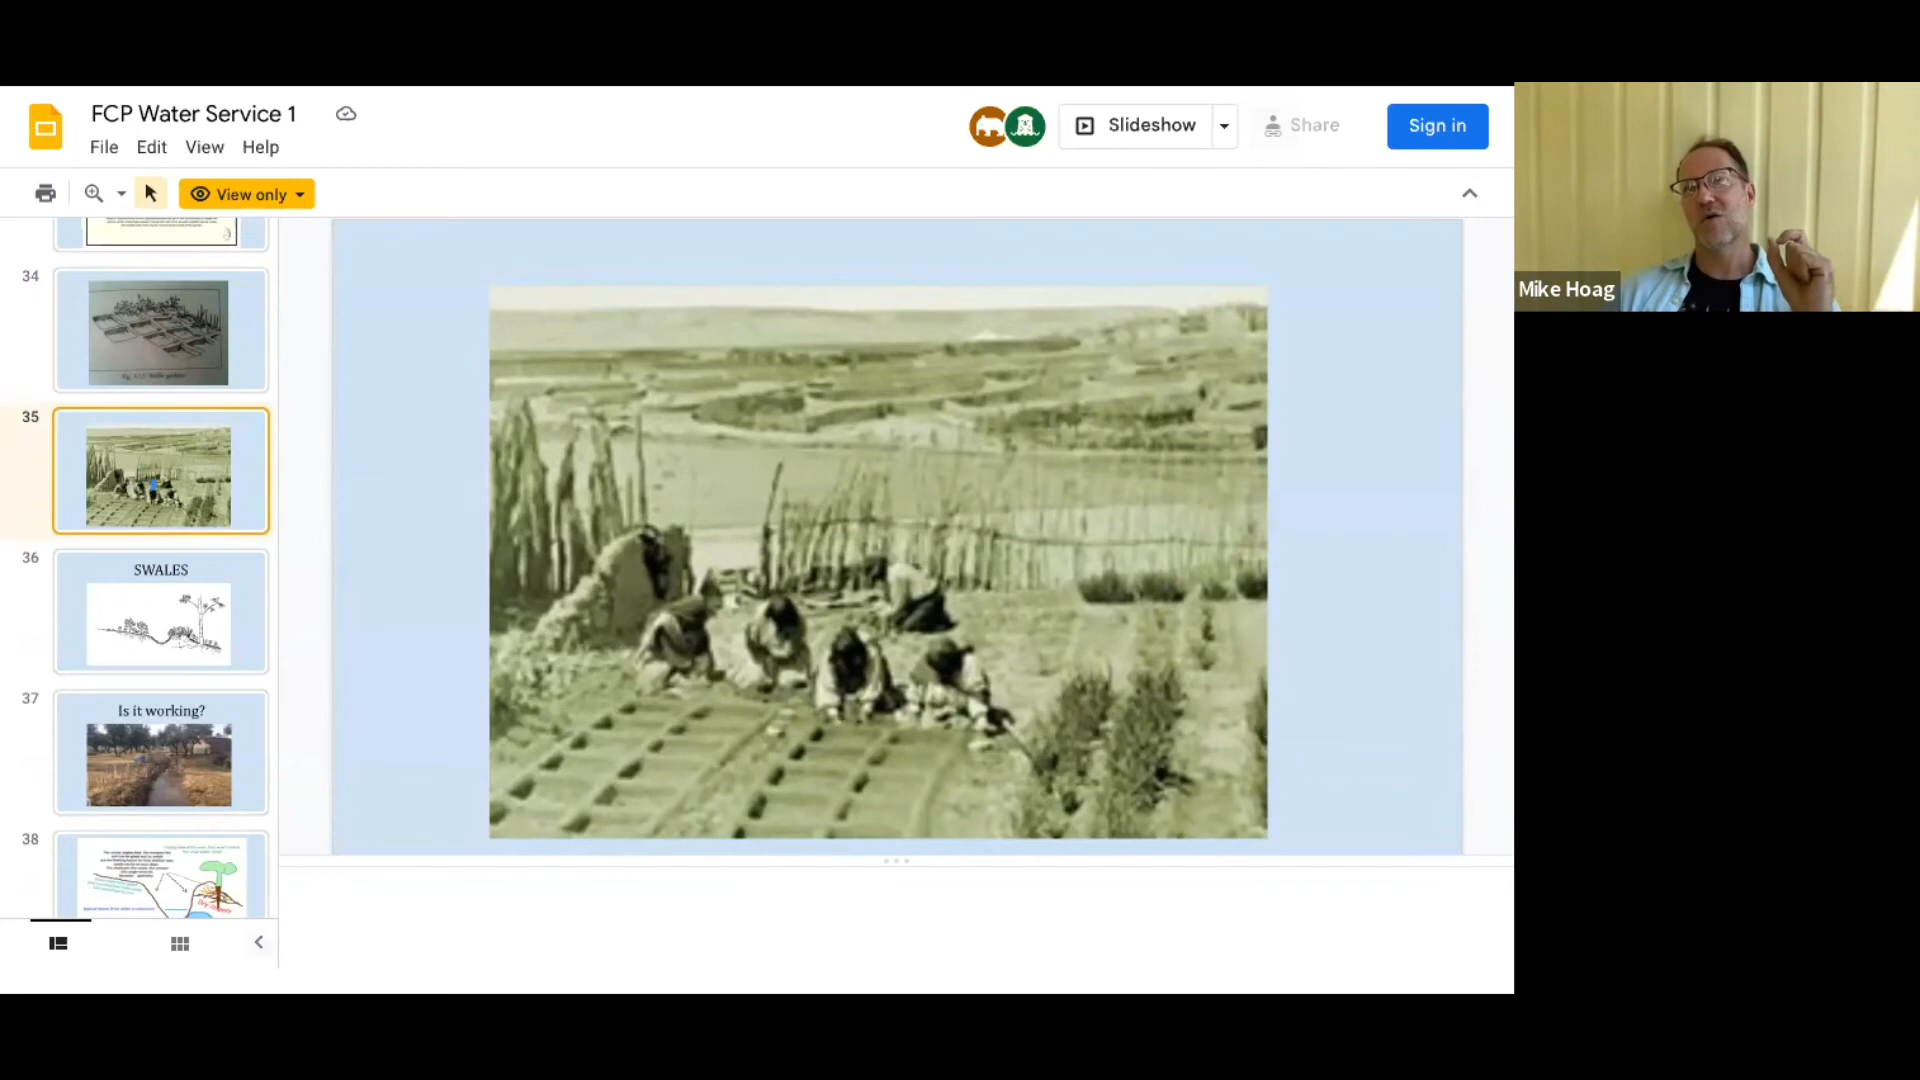 FCP Water Service 1
File Edit View Help
Slideshow
Share
Sign in
View only
34
35
36
SWALES
37
Is it working?
38
Mike Hoag